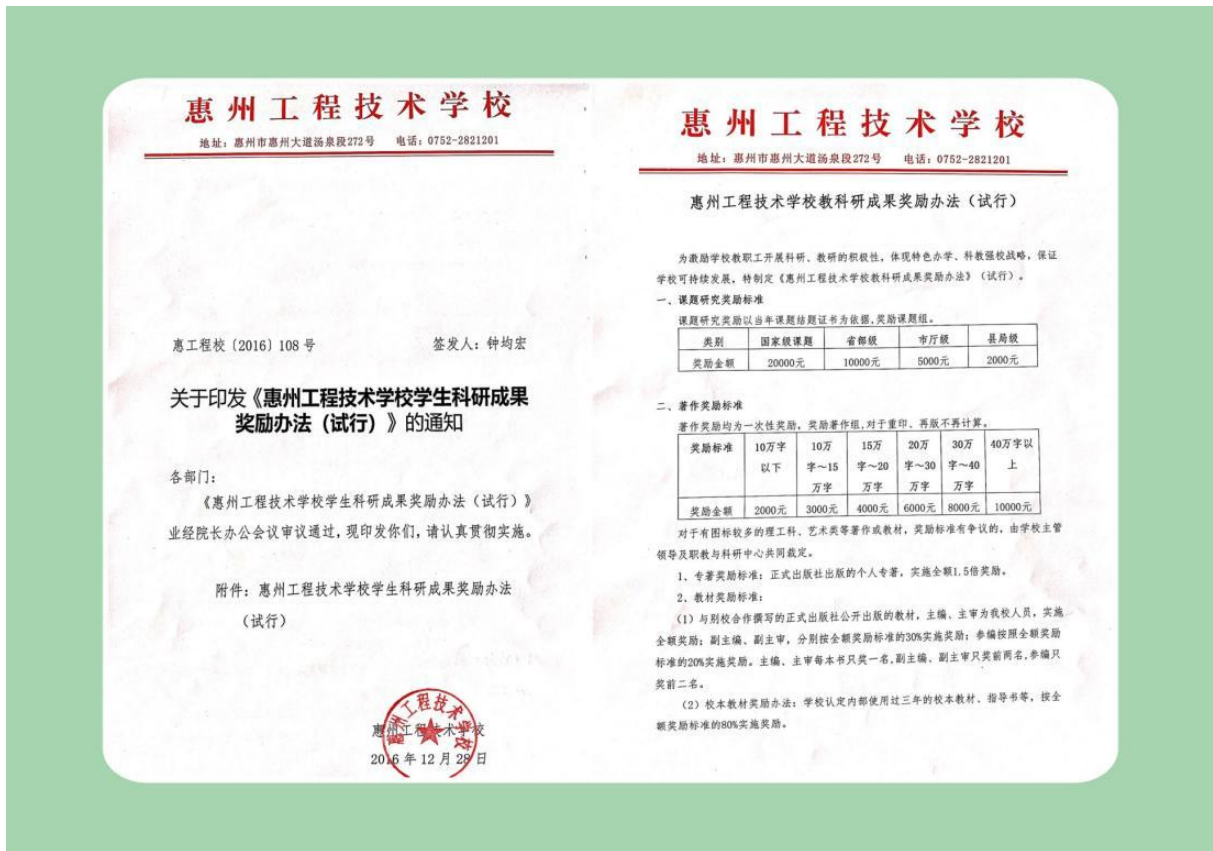 惠州工程技术学校
地址：惠州市惠州大道汤泉段272号 电话：0752-2821201
惠工程校〔2016〕108号 签发人：钟均宏
关于印发《惠州工程技术学校学生科研成果
奖励办法（试行）》的通知
各部门：
《惠州工程技术学校学生科研成果奖励办法（试行）》
业经院长办公会议审议通过，现印发你们，请认真贯彻实施。
附件：惠州工程技术学校学生科研成果奖励办法
（试行）
惠州工程技术学校
2016年12月28日
惠州工程技术学校
惠州工程技术学校
地址：惠州市惠州大道汤泉段272号 电话：0752-2821201
惠州工程技术学校教科研成果奖励办法（试行）
为激励学校教职工开展科研、教研的积极性，体现特色办学、科教强校战略，保证
学校可持续发展，特制定《惠州工程技术学校教科研成果奖励办法》（试行）。
一、课题研究奖励标准
课题研究奖励以当年课题结题证书为依据,奖励课题组。
类别 国家级课题 省部级 市厅级 县局级
奖励金额 20000元 10000元 5000元 2000元
二、著作奖励标准
著作奖励均为一次性奖励，奖励著作组,对于重印、再版不再计算。
奖励标准 10万字 10万 15万 20万 30万 40万字以
以下 字～15 字～20 字～30 字～40 上
万字 万字 万字 万字
奖励金额 2000元 3000元 4000元 6000元 8000元 10000元
对于有图标较多的理工科、艺术类等著作或教材，奖励标准有争议的，由学校主管
领导及职教与科研中心共同裁定。
1、专著奖励标准：正式出版社出版的个人专著，实施全额1.5倍奖励。
2、教材奖励标准：
（1）与别校合作撰写的正式出版社公开出版的教材，主编、主审为我校人员，实施
全额奖励；副主编、副主审，分别按全额奖励标准的30%实施奖励；参编按照全额奖励
标准的20%实施奖励。主编、主审每本书只奖一名,副主编、副主审只奖前两名,参编只
奖前二名。
（2）校本教材奖励办法：学校认定内部使用过三年的校本教材、指导书等，按全
额奖励标准的80%实施奖励。